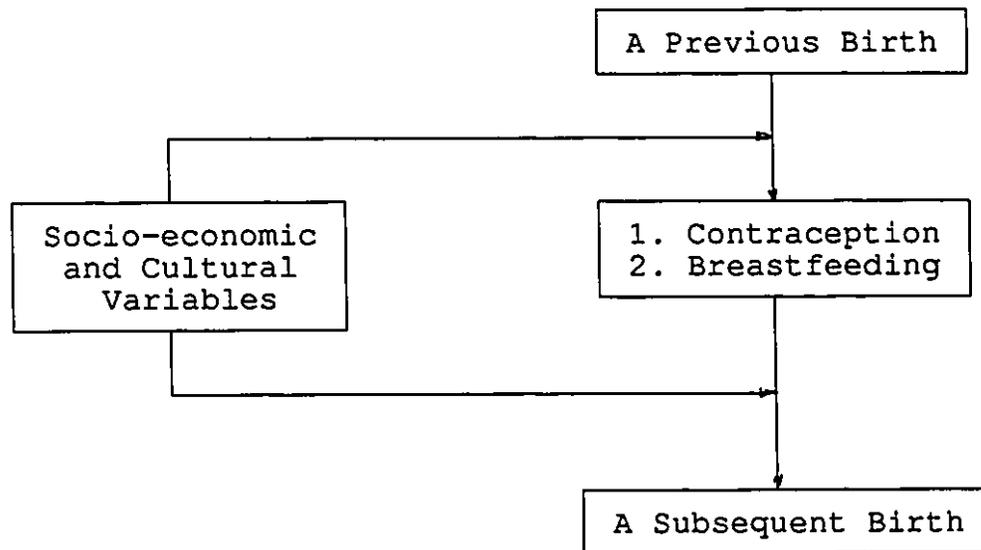 A Previous Birth
Socio-economic
and Cultural
Variables
1. Contraception
2. Breastfeeding
A Subsequent Birth